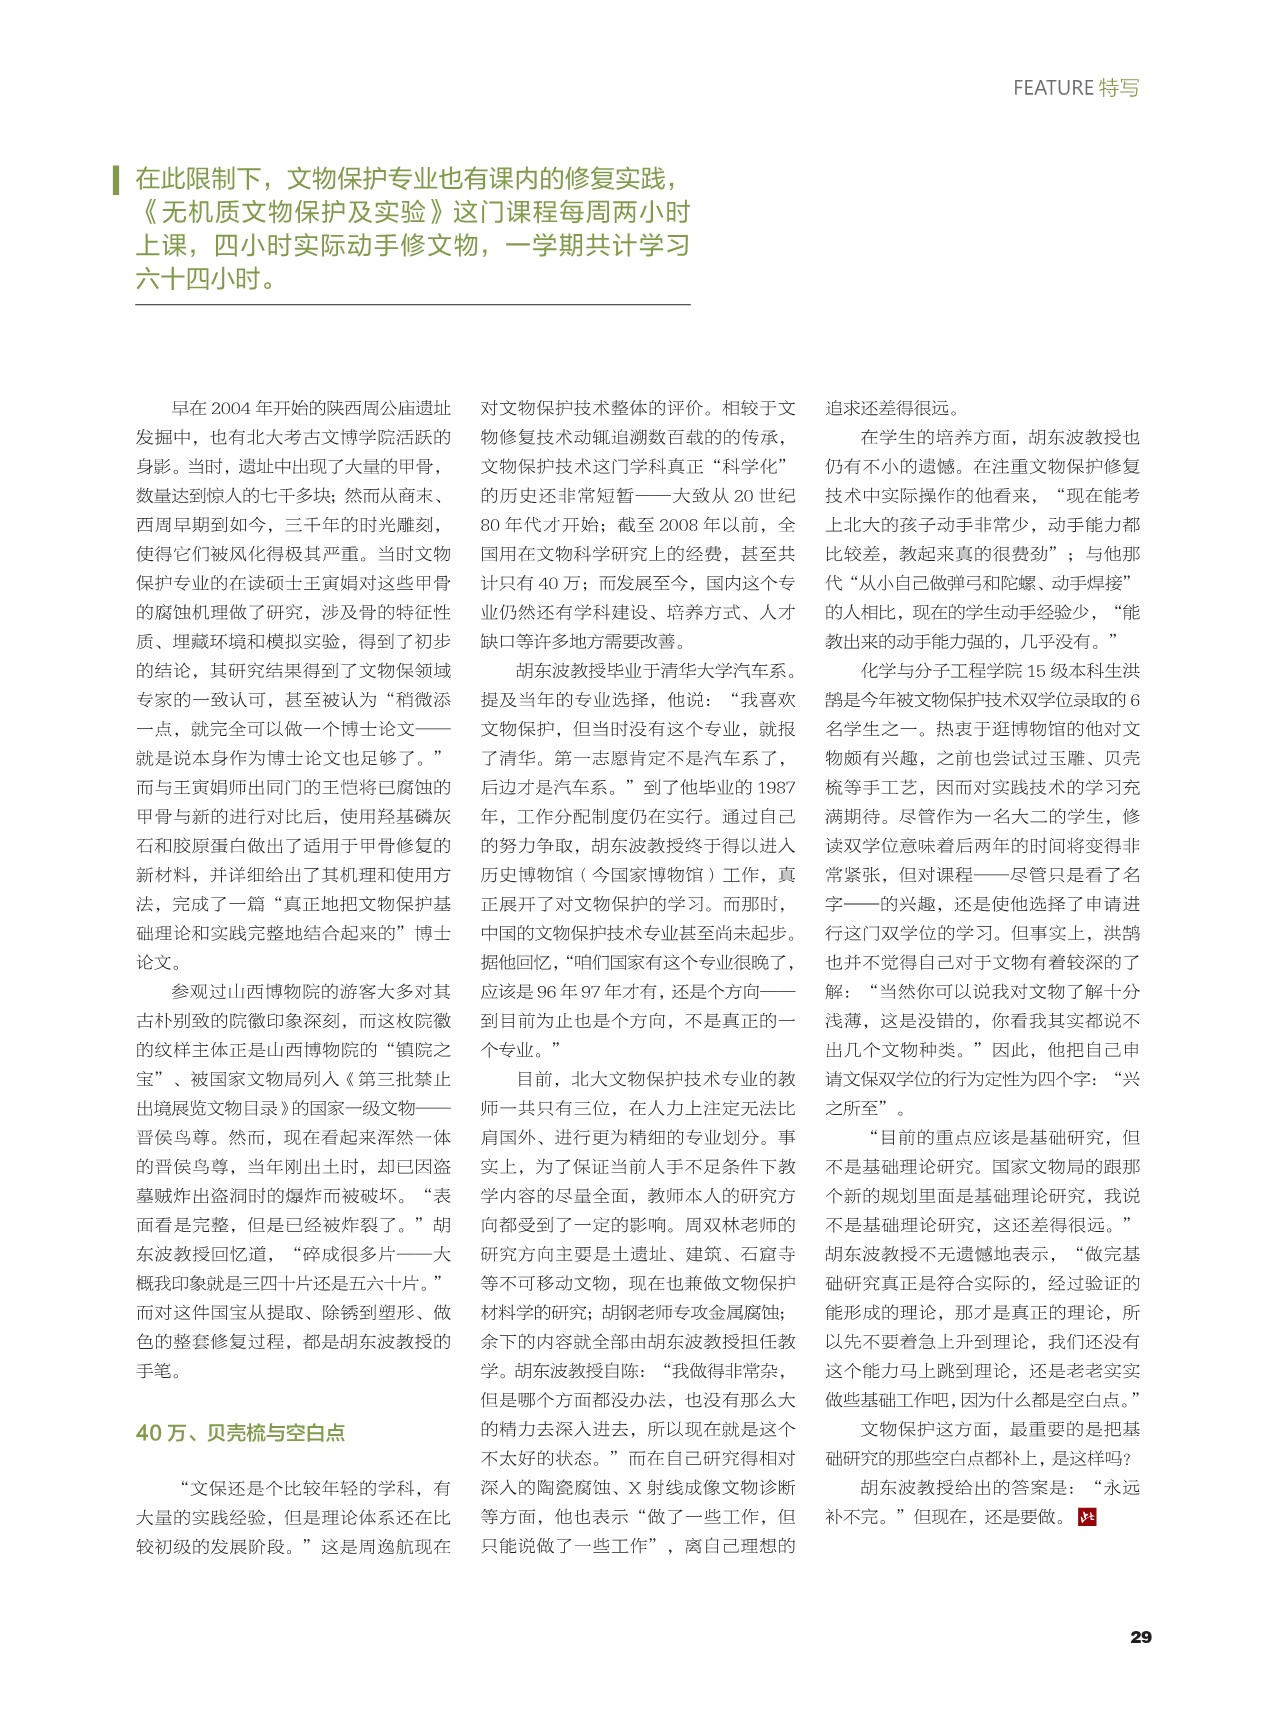 FEATURE 特写
在此限制下，文物保护专业也有课内的修复实践，
《无机质文物保护及实验》这门课程每周两小时
上课，四小时实际动手修文物，一学期共计学习
六十四小时。
早在 2004 年开始的陕西周公庙遗址
发掘中，也有北大考古文博学院活跃的
身影。当时，遗址中出现了大量的甲骨，
数量达到惊人的七千多块；然而从商末、
西周早期到如今，三千年的时光雕刻，
使得它们被风化得极其严重。当时文物
保护专业的在读硕士王寅娟对这些甲骨
的腐蚀机理做了研究，涉及骨的特征性
质、埋藏环境和模拟实验，得到了初步
的结论，其研究结果得到了文物保领域
专家的一致认可，甚至被认为“稍微添
一点，就完全可以做一个博士论文——
就是说本身作为博士论文也足够了。”
而与王寅娟师出同门的王恺将已腐蚀的
甲骨与新的进行对比后，使用羟基磷灰
石和胶原蛋白做出了适用于甲骨修复的
新材料，并详细给出了其机理和使用方
法，完成了一篇“真正地把文物保护基
础理论和实践完整地结合起来的”博士
论文。
参观过山西博物院的游客大多对其
古朴别致的院徽印象深刻，而这枚院徽
的纹样主体正是山西博物院的“镇院之
宝”、被国家文物局列入《第三批禁止
出境展览文物目录》的国家一级文物——
晋侯鸟尊。然而，现在看起来浑然一体
的晋侯鸟尊，当年刚出土时，却已因盗
墓贼炸出盗洞时的爆炸而被破坏。“表
面看是完整，但是已经被炸裂了。”胡
东波教授回忆道，“碎成很多片——大
概我印象就是三四十片还是五六十片。”
而对这件国宝从提取、除锈到塑形、做
色的整套修复过程，都是胡东波教授的
手笔。
40 万、贝壳梳与空白点
“文保还是个比较年轻的学科，有
大量的实践经验，但是理论体系还在比
较初级的发展阶段。”这是周逸航现在
对文物保护技术整体的评价。相较于文
物修复技术动辄追溯数百载的的传承，
文物保护技术这门学科真正“科学化”
的历史还非常短暂——大致从 20 世纪
80 年代才开始；截至 2008 年以前，全
国用在文物科学研究上的经费，甚至共
计只有 40 万；而发展至今，国内这个专
业仍然还有学科建设、培养方式、人才
缺口等许多地方需要改善。
胡东波教授毕业于清华大学汽车系。
提及当年的专业选择，他说：“我喜欢
文物保护，但当时没有这个专业，就报
了清华。第一志愿肯定不是汽车系了，
后边才是汽车系。”到了他毕业的 1987
年，工作分配制度仍在实行。通过自己
的努力争取，胡东波教授终于得以进入
历史博物馆（今国家博物馆）工作，真
正展开了对文物保护的学习。而那时，
中国的文物保护技术专业甚至尚未起步。
据他回忆，“咱们国家有这个专业很晚了，
应该是 96 年 97 年才有，还是个方向——
到目前为止也是个方向，不是真正的一
个专业。”
目前，北大文物保护技术专业的教
师一共只有三位，在人力上注定无法比
肩国外、进行更为精细的专业划分。事
实上，为了保证当前人手不足条件下教
学内容的尽量全面，教师本人的研究方
向都受到了一定的影响。周双林老师的
研究方向主要是土遗址、建筑、石窟寺
等不可移动文物，现在也兼做文物保护
材料学的研究；胡钢老师专攻金属腐蚀；
余下的内容就全部由胡东波教授担任教
学。胡东波教授自陈：“我做得非常杂，
但是哪个方面都没办法，也没有那么大
的精力去深入进去，所以现在就是这个
不太好的状态。”而在自己研究得相对
深入的陶瓷腐蚀、X 射线成像文物诊断
等方面，他也表示“做了一些工作，但
只能说做了一些工作”，离自己理想的
追求还差得很远。
在学生的培养方面，胡东波教授也
仍有不小的遗憾。在注重文物保护修复
技术中实际操作的他看来，“现在能考
上北大的孩子动手非常少，动手能力都
比较差，教起来真的很费劲”；与他那
代“从小自己做弹弓和陀螺、动手焊接”
的人相比，现在的学生动手经验少，“能
教出来的动手能力强的，几乎没有。”
化学与分子工程学院 15 级本科生洪
鹄是今年被文物保护技术双学位录取的 6
名学生之一。热衷于逛博物馆的他对文
物颇有兴趣，之前也尝试过玉雕、贝壳
梳等手工艺，因而对实践技术的学习充
满期待。尽管作为一名大二的学生，修
读双学位意味着后两年的时间将变得非
常紧张，但对课程——尽管只是看了名
字——的兴趣，还是使他选择了申请进
行这门双学位的学习。但事实上，洪鹄
也并不觉得自己对于文物有着较深的了
解：“当然你可以说我对文物了解十分
浅薄，这是没错的，你看我其实都说不
出几个文物种类。”因此，他把自己申
请文保双学位的行为定性为四个字：“兴
之所至”。
“目前的重点应该是基础研究，但
不是基础理论研究。国家文物局的跟那
个新的规划里面是基础理论研究，我说
不是基础理论研究，这还差得很远。”
胡东波教授不无遗憾地表示，“做完基
础研究真正是符合实际的，经过验证的
能形成的理论，那才是真正的理论，所
以先不要着急上升到理论，我们还没有
这个能力马上跳到理论，还是老老实实
做些基础工作吧，因为什么都是空白点。”
文物保护这方面，最重要的是把基
础研究的那些空白点都补上，是这样吗？
胡东波教授给出的答案是：“永远
补不完。”但现在，还是要做。
29